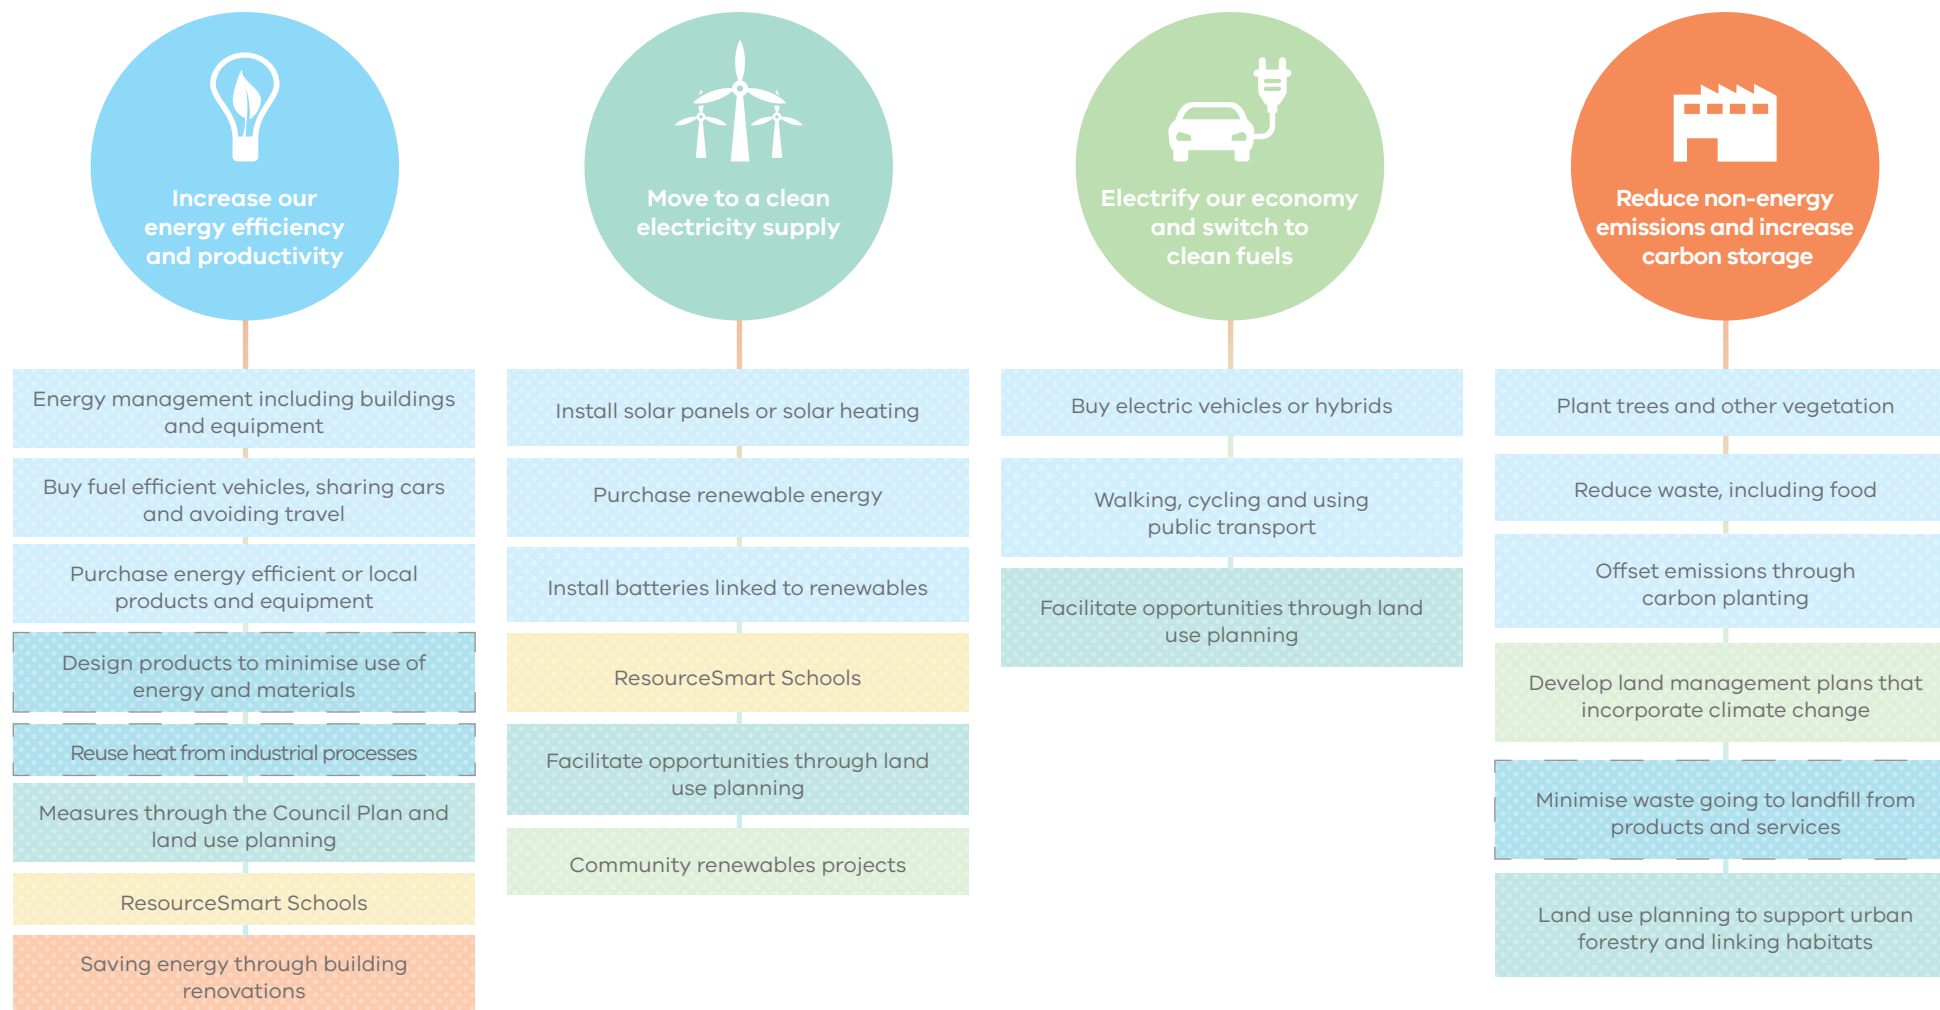 Increase our
energy efficiency
and productivity
Energy management including buildings
and equipment
Buy fuel efficient vehicles, sharing cars
and avoiding travel
Purchase energy efficient or local
products and equipment
Design products to minimise use of
energy and materials
Reuse heat from industrial processes
Measures through the Council Plan and
land use planning
ResourceSmart Schools
Saving energy through building
renovations
Move to a clean
electricity supply
Install solar panels or solar heating
Purchase renewable energy
Install batteries linked to renewables
ResourceSmart Schools
Facilitate opportunities through land
use planning
Community renewables projects
Electrify our economy
and switch to
clean fuels
Buy electric vehicles or hybrids
Walking, cycling and using
public transport
Facilitate opportunities through land
use planning
Reduce non-energy
emissions and increase
carbon storage
Plant trees and other vegetation
Reduce waste, including food
Offset emissions through
carbon planting
Develop land management plans that
incorporate climate change
Minimise waste going to landfill from
products and services
Land use planning to support urban
forestry and linking habitats